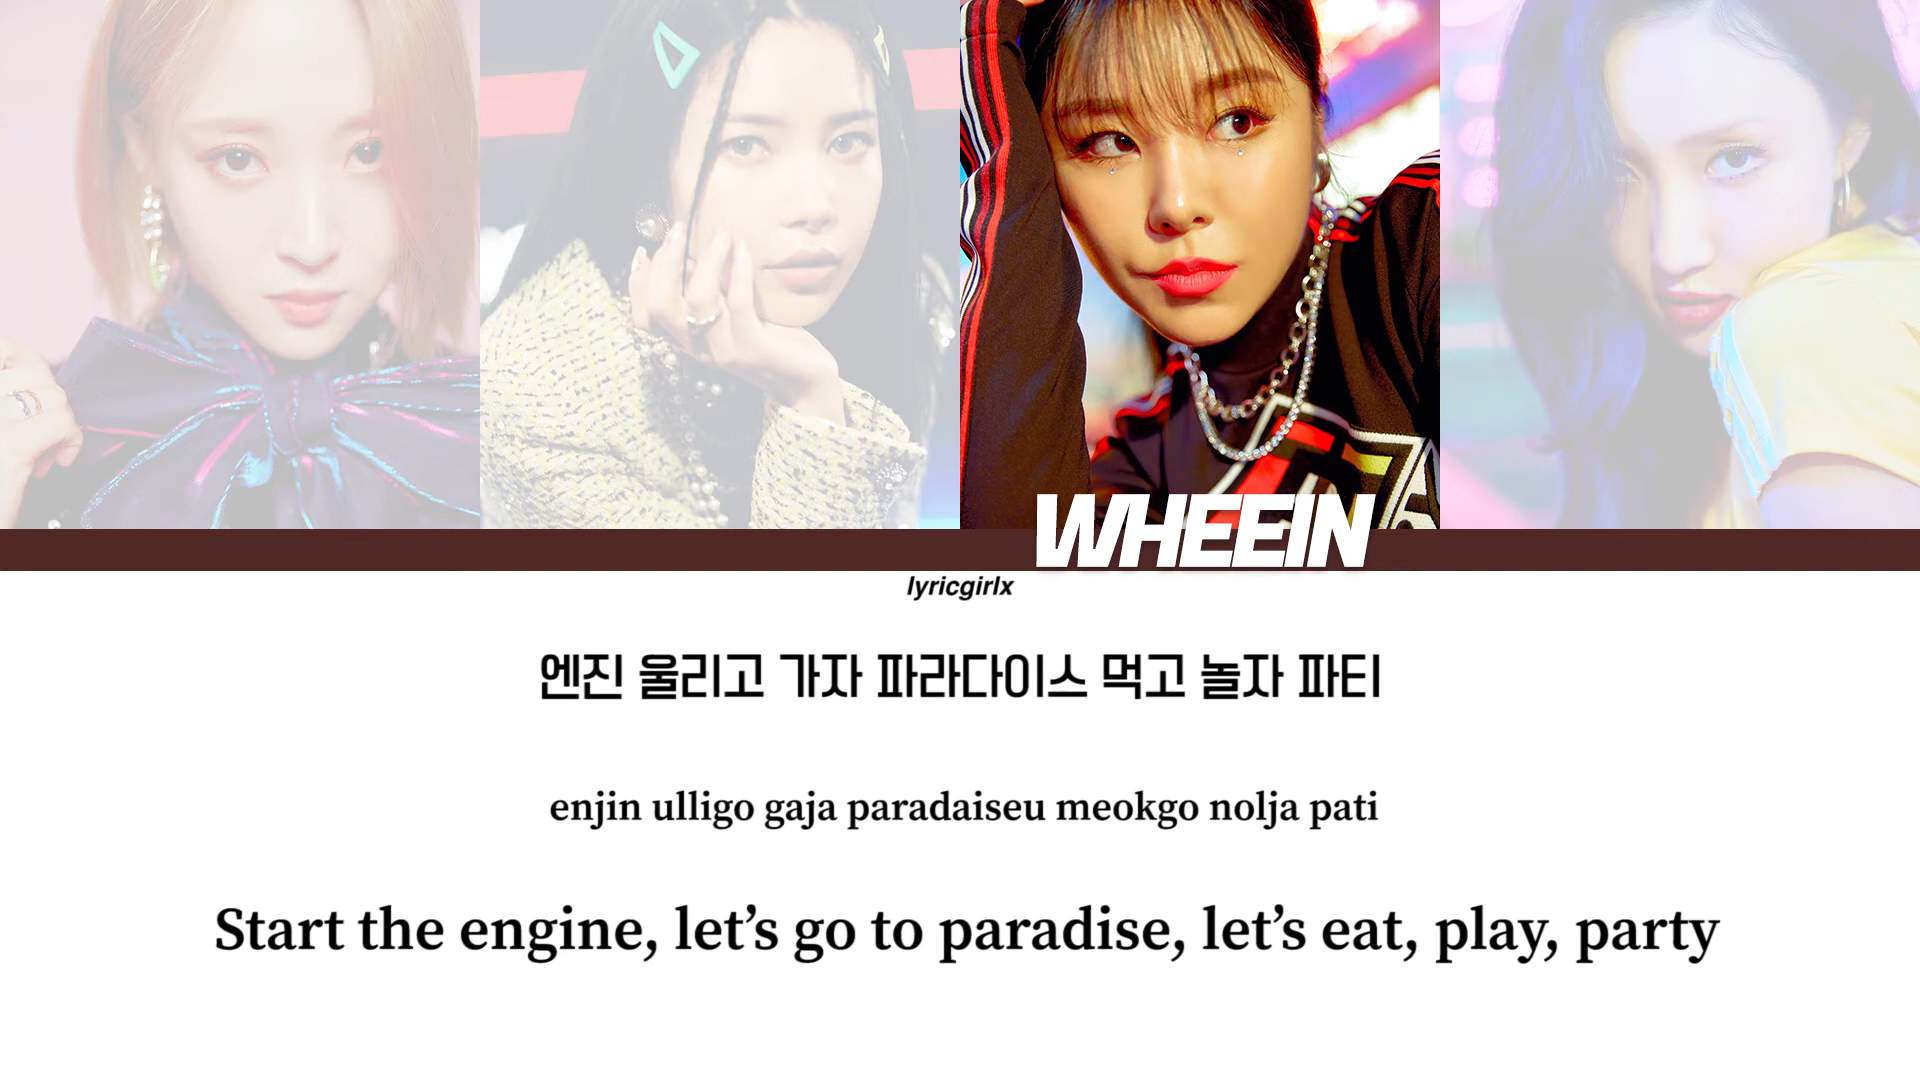 WHEEIN
lyricgirlx
엔진 울리고 가자 파라다이스 먹고 놀자 파티
enjin ulligo gaja paradaiseu meokgo nolja pati
Start the engine, let’s go to paradise, let’s eat, play, party